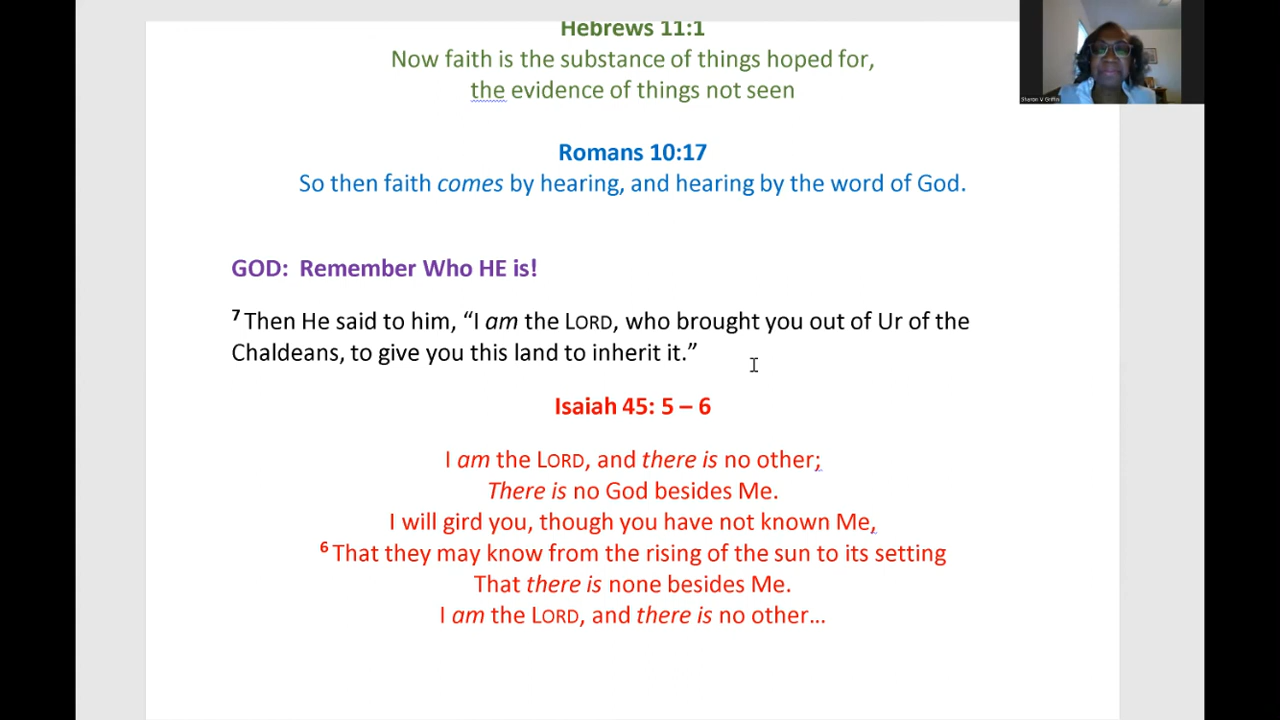 Hebrews 11:1
Now faith is the substance of things hoped for,
the evidence of things not seen
Romans 10:17
So then faith comes by hearing, and hearing by the word of God.
GOD:  Remember Who HE is!
7 Then He said to him, “I am the LORD, who brought you out of Ur of the
Chaldeans, to give you this land to inherit it.”
Isaiah 45: 5 – 6
I am the LORD, and there is no other;
There is no God besides Me.
I will gird you, though you have not known Me,
6 That they may know from the rising of the sun to its setting
That there is none besides Me.
I am the LORD, and there is no other…
Sharon V Griffin